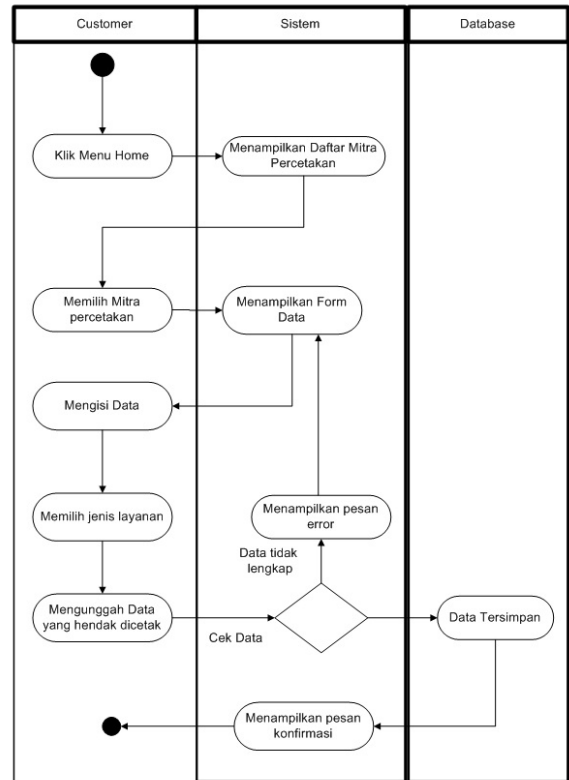 Customer
Sistem
Database
Klik Menu Home
Menampilkan Daftar Mitra
Percetakan
Memilih Mitra
percetakan
Menampilkan Form
Data
Mengisi Data
Memilih jenis layanan
Menampilkan pesan
error
Data tidak
lengkap
Mengunggah Data
yang hendak dicetak
Cek Data
Data Tersimpan
Menampilkan pesan
konfirmasi